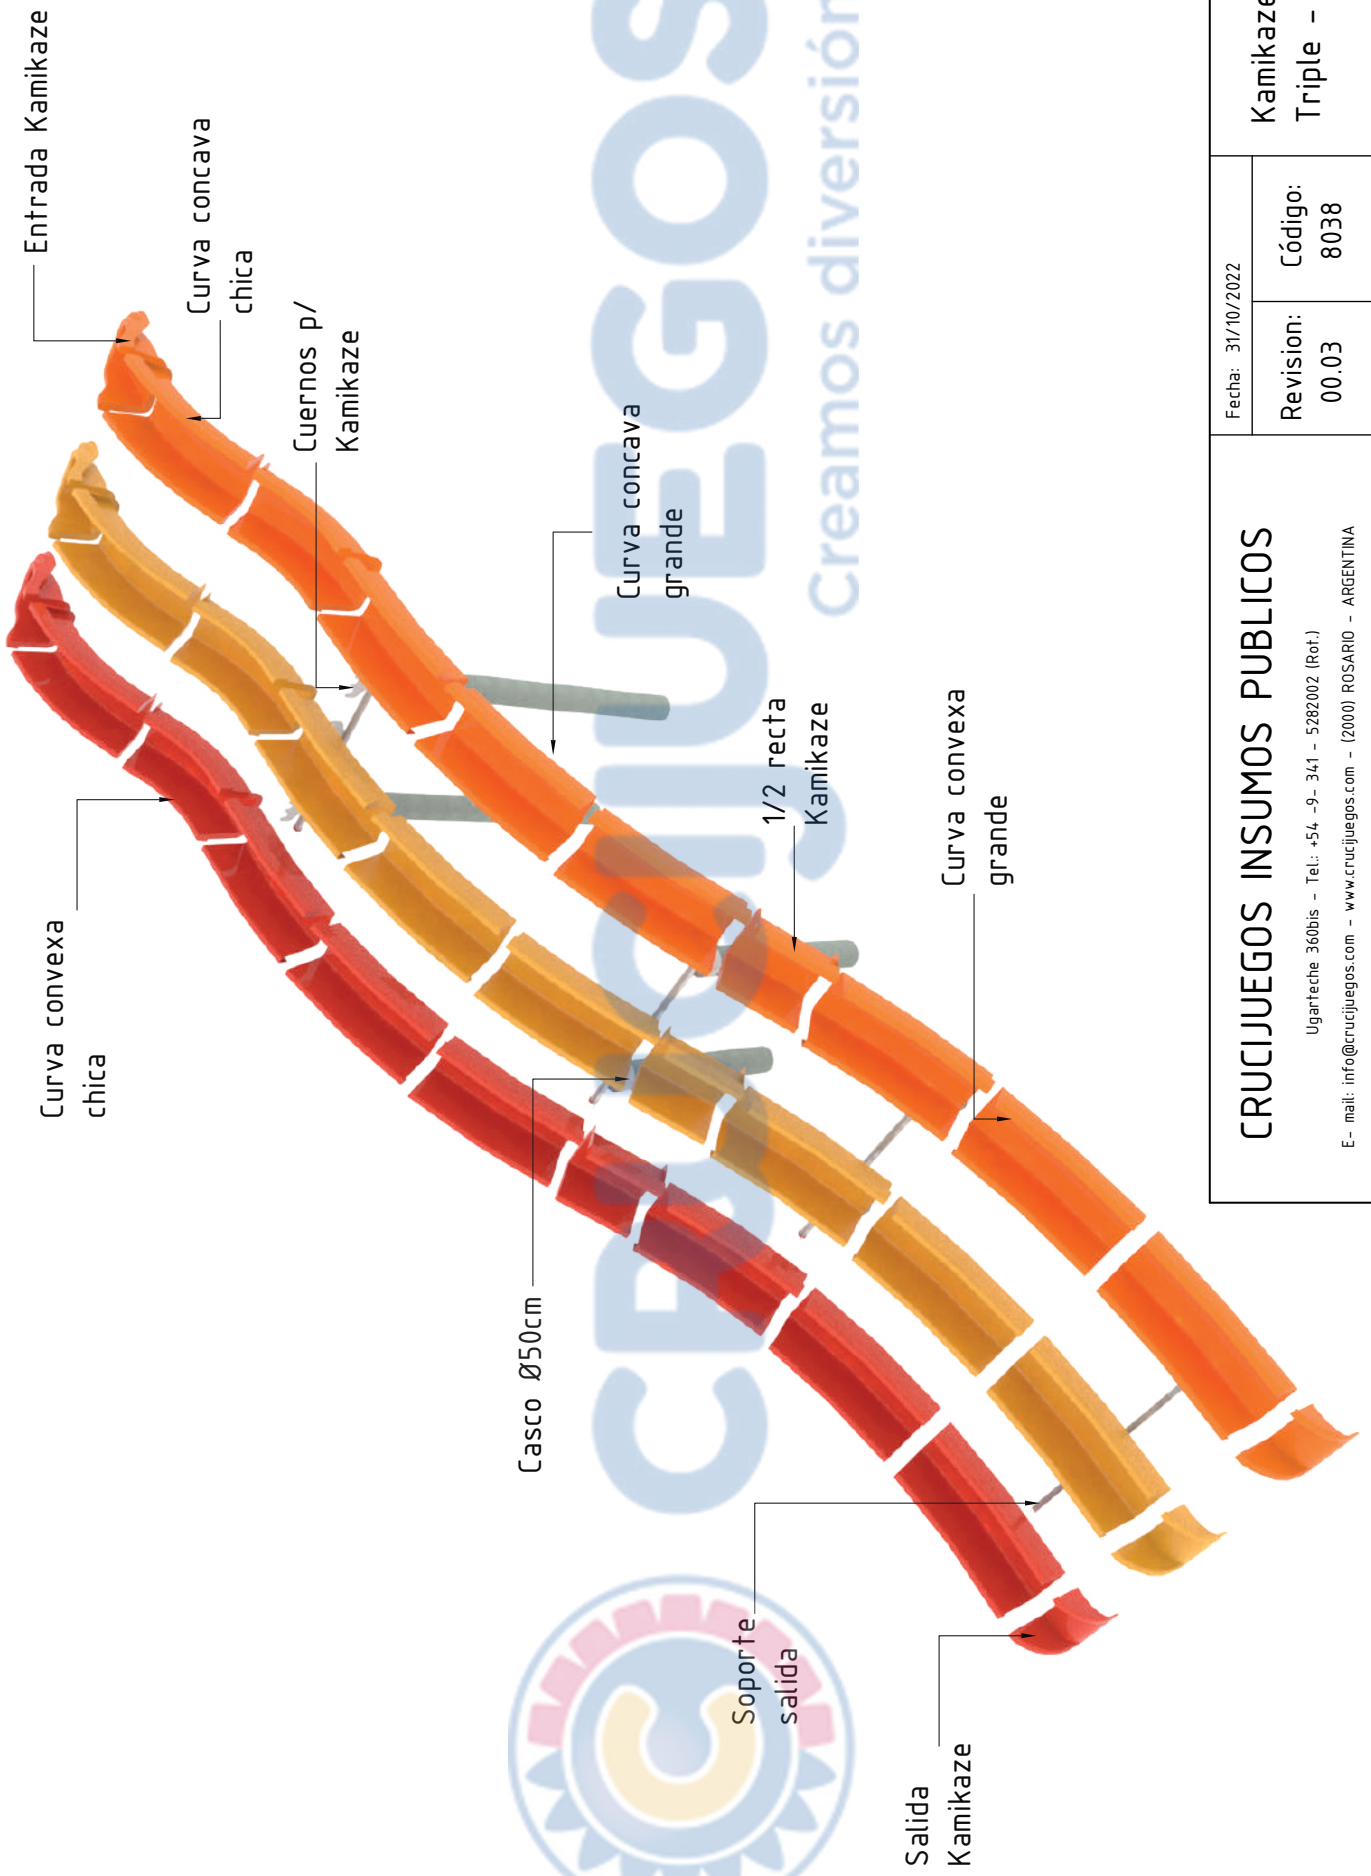 Entrada Kamikaze
Curva concava
chica
Cuernos p/
Kamikaze
Curva concava
grande
1/2 recta
Kamikaze
Curva convexa
grande
Curva convexa
chica
Casco Ø50cm
Soporte
salida
Salida
Kamikaze
CRUCIJUEGOS
Creamos diversión
CRUCIJUEGOS INSUMOS PUBLICOS
Ugarteche 360bis - Tel.: +54 -9- 341 - 5282002 (Rot.)
E- mail: info@crucijuegos.com - www.crucijuegos.com - (2000) ROSARIO - ARGENTINA
Fecha: 31/10/2022
Revision:
00.03
Código:
8038
Kamikaze
Triple -